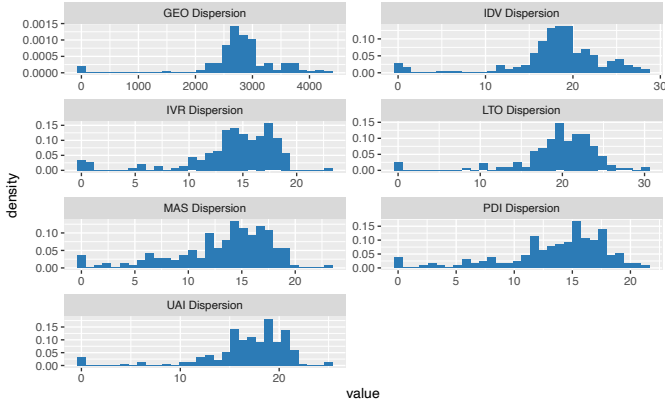 GEO Dispersion
0.0015
0.0010
0.0005
0.0000
0 1000 2000 3000 4000
IDV Dispersion
0.10
0.05
0.00
0 10 20 30
IVR Dispersion
0.15
0.10
0.05
0.00
0 5 10 15 20
LTO Dispersion
0.15
0.10
0.05
0.00
0 10 20 30
MAS Dispersion
0.10
0.05
0.00
0 5 10 15 20
PDI Dispersion
0.15
0.10
0.05
0.00
0 5 10 15 20
UAI Dispersion
0.15
0.10
0.05
0.00
0 10 20
density
value